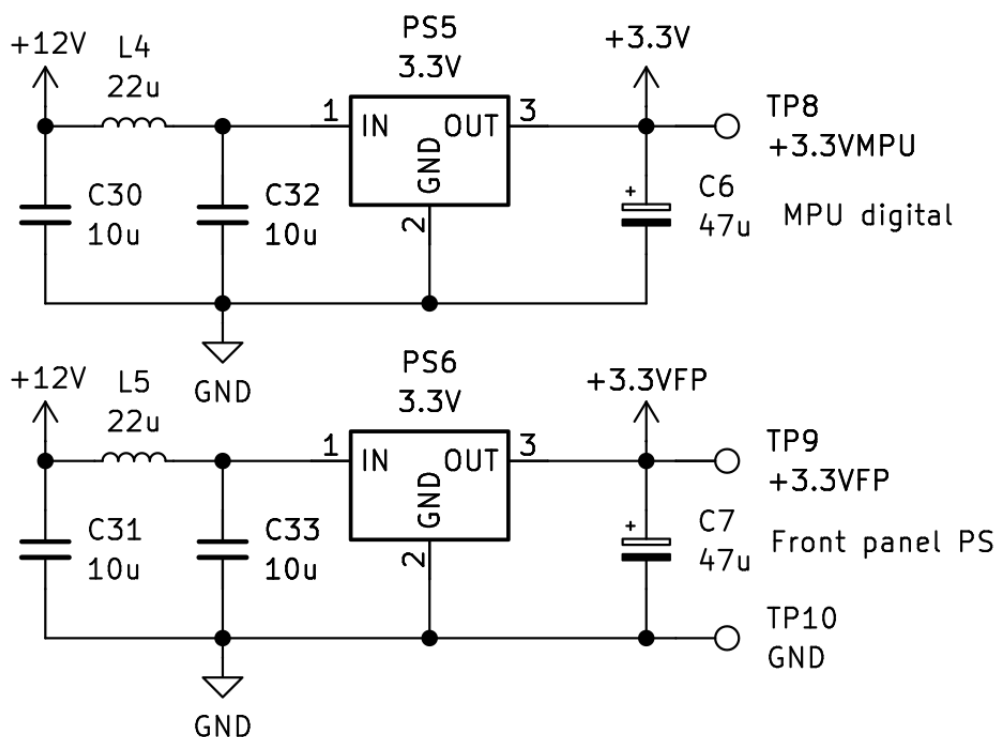 +12V
L4
22u
PS5
3.3V
+3.3V
1
IN
OUT
GND
3
2
TP8
+3.3VMPU
C30
10u
C32
10u
+
C6
47u
MPU digital
GND
+12V
L5
22u
PS6
3.3V
+3.3VFP
1
IN
OUT
GND
3
2
TP9
+3.3VFP
C31
10u
C33
10u
+
C7
47u
Front panel PS
TP10
GND
GND